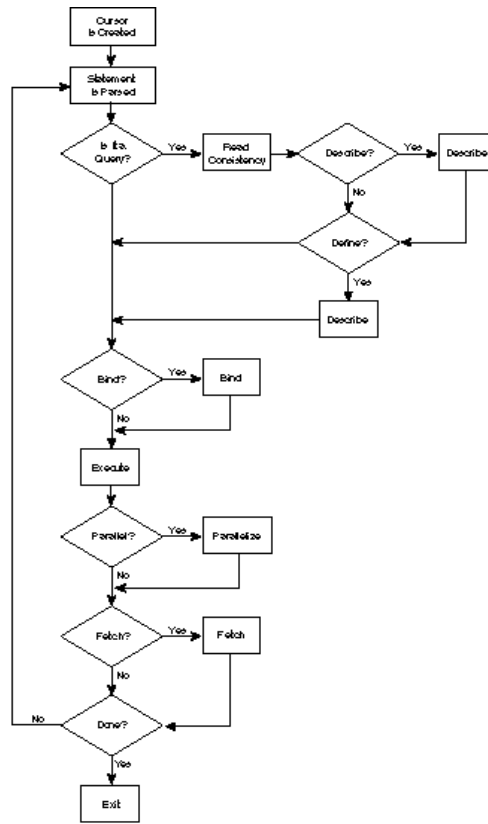 Cursor
is Created
Statement
is Parsed
Is it a
Query?
Yes
Read
Consistency
Describe?
Yes
Describe
No
Define?
Yes
Describe
Bind?
Yes
Bind
No
Execute
Parallel?
Yes
Parallelize
No
Fetch?
Yes
Fetch
No
No
Done?
Yes
Exit